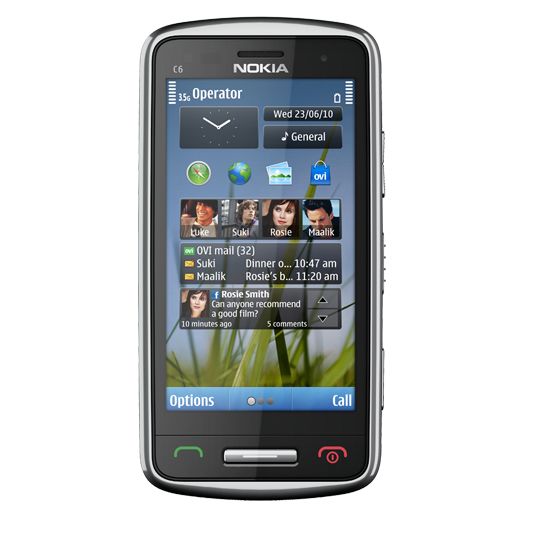 C6
NOKIA
3.5G Operator
Wed 23/06/10
General
ovi
Luke Suki Rosie Maalik
ovi OVI mail (32)
Suki Dinner o... 10:47 am
Maalik Rosie's b... 11:20 am
f Rosie Smith
Can anyone recommend
a good film?
10 minutes ago 5 comments
Options Call